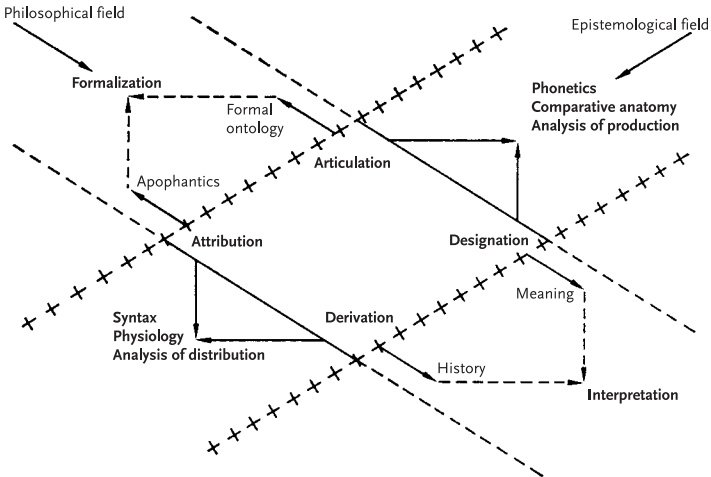 Philosophical field
Epistemological field
Formalization
Formal
ontology
Phonetics
Comparative anatomy
Analysis of production
Articulation
Apophantics
Attribution
Designation
Meaning
Syntax
Physiology
Analysis of distribution
Derivation
History
Interpretation